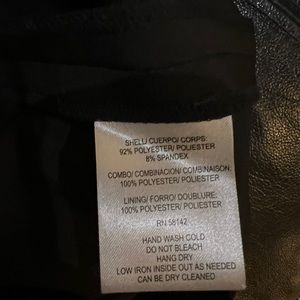 SHELL/ CUERPO/ CORPS:
92% POLYESTER/ POLIESTER
8% SPANDEX
COMBO/ COMBINACION/ COMBINAISON:
100% POLYESTER/ POLIESTER
LINING/ FORRO/ DOUBLURE:
100% POLYESTER/ POLIESTER
RN 58142
HAND WASH COLD
DO NOT BLEACH
HANG DRY
LOW IRON INSIDE OUT AS NEEDED
CAN BE DRY CLEANED